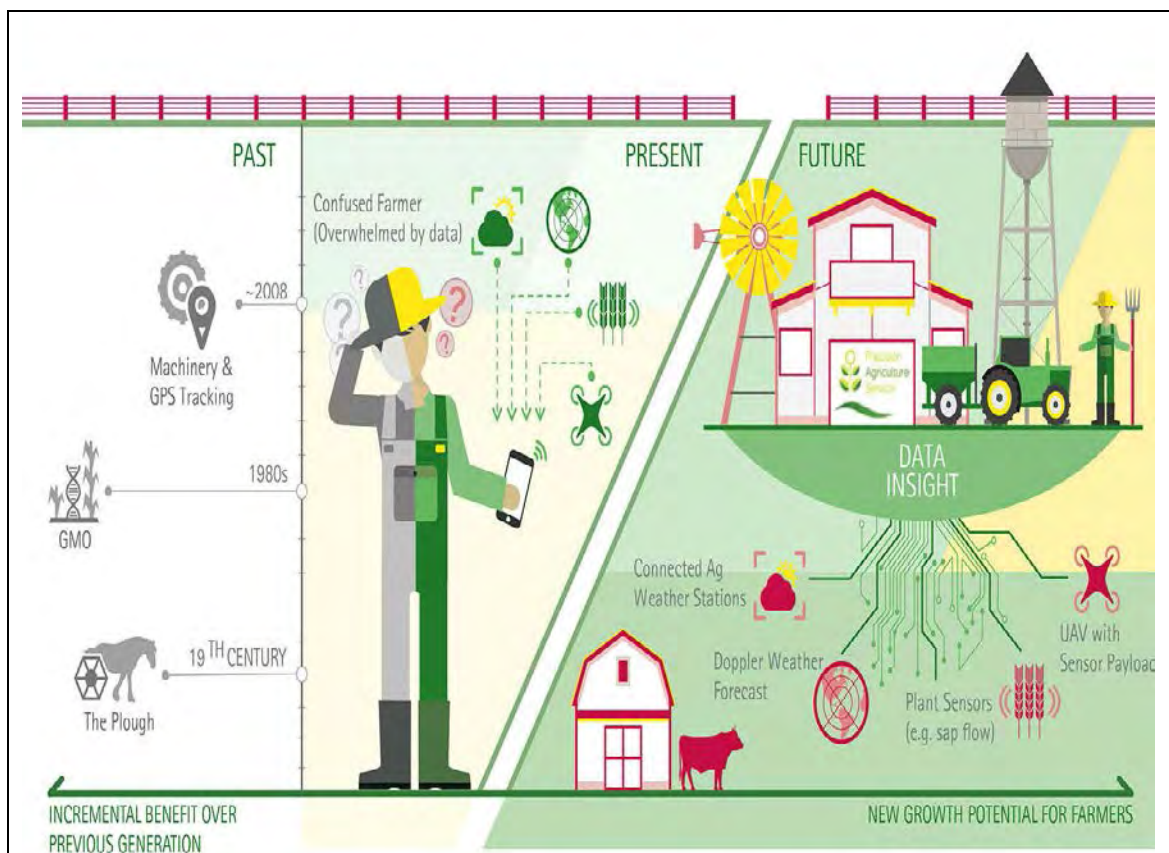 PAST
PRESENT
FUTURE
Confused Farmer
(Overwhelmed by data)
~2008
Machinery &
GPS Tracking
1980s
GMO
19TH CENTURY
The Plough
Precision
Agriculture
Service
DATA
INSIGHT
Connected Ag
Weather Stations
Doppler Weather
Forecast
Plant Sensors
(e.g. sap flow)
UAV with
Sensor Payload
INCREMENTAL BENEFIT OVER
PREVIOUS GENERATION
NEW GROWTH POTENTIAL FOR FARMERS